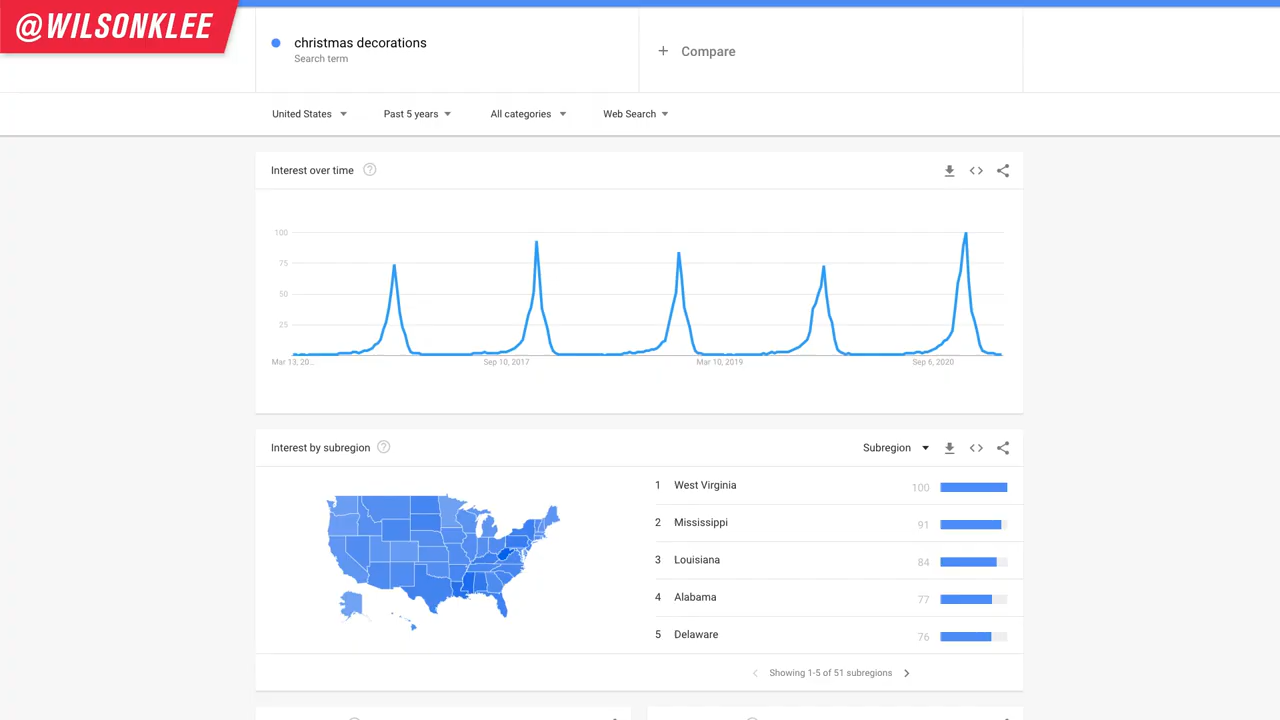 @WILSONKLEE
christmas decorations
Search term
+ Compare
United States
Past 5 years
All categories
Web Search
Interest over time
100
75
50
25
Mar 13, 20...
Sep 10, 2017
Mar 10, 2019
Sep 6, 2020
Interest by subregion
Subregion
1 West Virginia 100
2 Mississippi 91
3 Louisiana 84
4 Alabama 77
5 Delaware 76
Showing 1-5 of 51 subregions